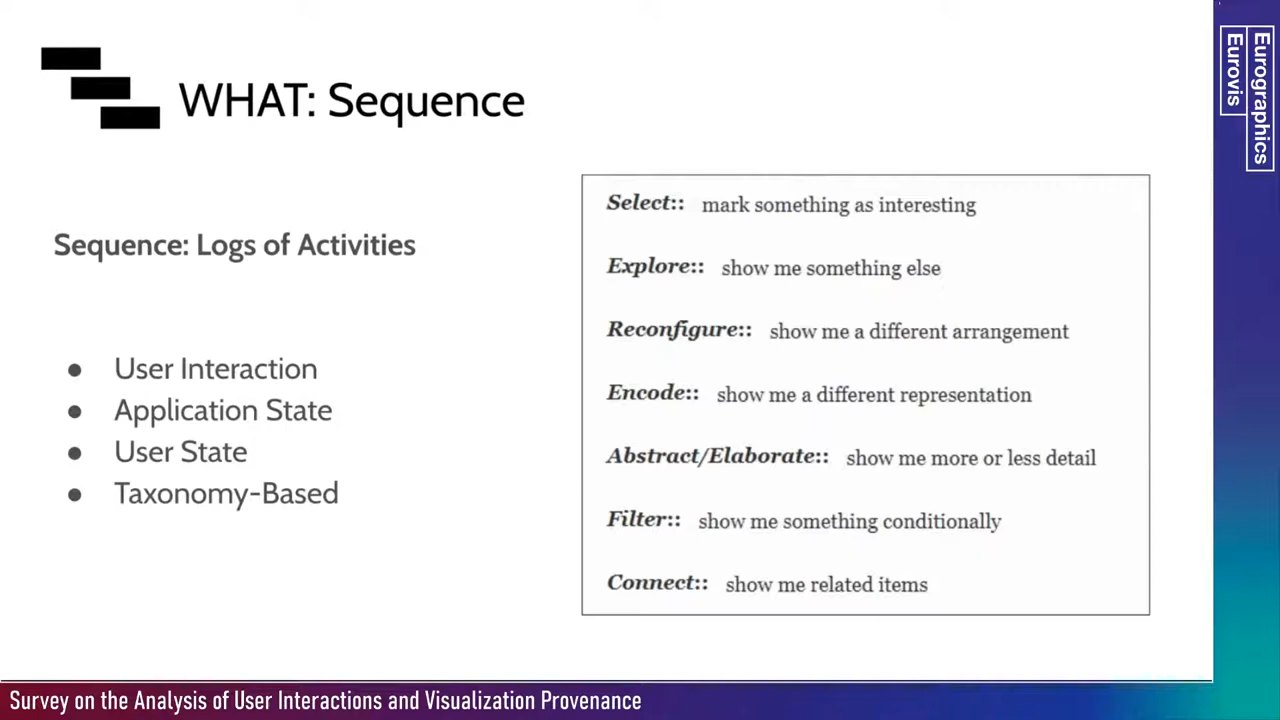 WHAT: Sequence
Sequence: Logs of Activities
● User Interaction
● Application State
● User State
● Taxonomy-Based
Select:: mark something as interesting
Explore:: show me something else
Reconfigure:: show me a different arrangement
Encode:: show me a different representation
Abstract/Elaborate:: show me more or less detail
Filter:: show me something conditionally
Connect:: show me related items
Eurographics
Eurovis
Survey on the Analysis of User Interactions and Visualization Provenance